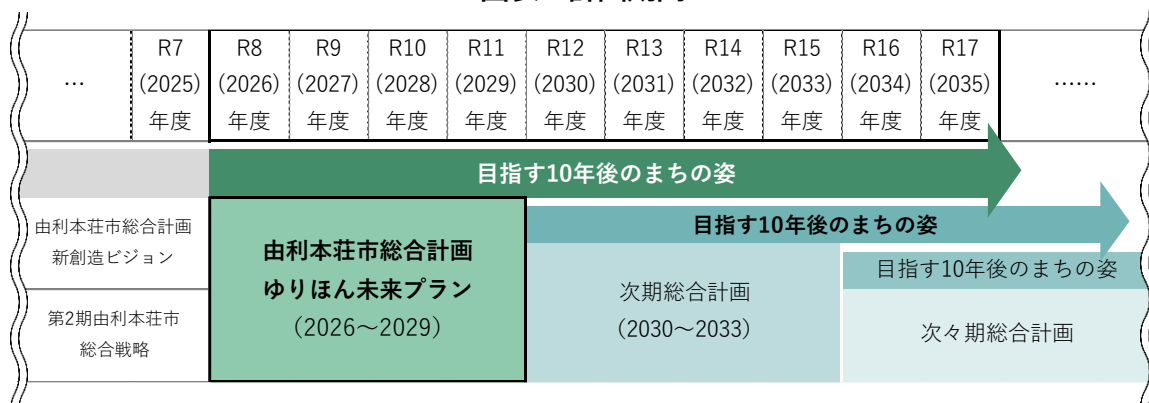 …
R7
(2025)
年度
R8
(2026)
年度
R9
(2027)
年度
R10
(2028)
年度
R11
(2029)
年度
R12
(2030)
年度
R13
(2031)
年度
R14
(2032)
年度
R15
(2033)
年度
R16
(2034)
年度
R17
(2035)
年度
……
目指す10年後のまちの姿
由利本荘市総合計画
新創造ビジョン
第2期由利本荘市
総合戦略
由利本荘市総合計画
ゆりほん未来プラン
(2026～2029)
目指す10年後のまちの姿
次期総合計画
(2030～2033)
目指す10年後のまちの姿
次々期総合計画